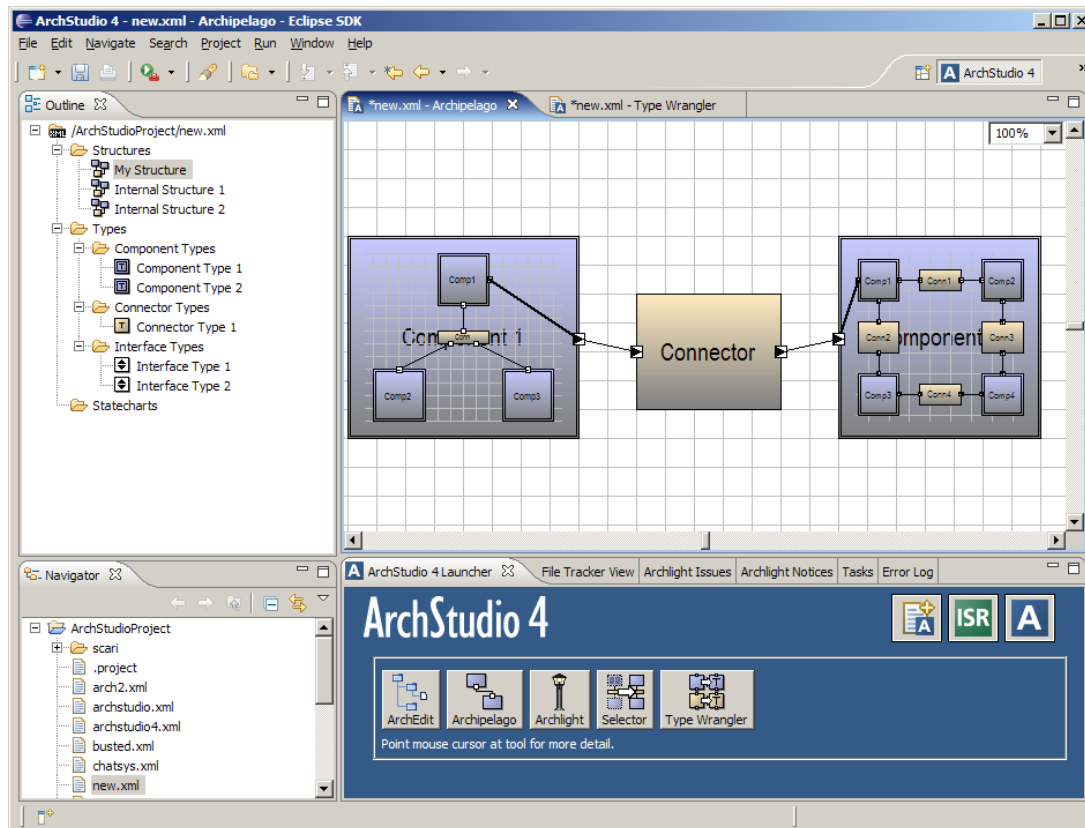 ArchStudio 4 - new.xml - Archipelago - Eclipse SDK
File Edit Navigate Search Project Run Window Help
ArchStudio 4
Outline
/ArchStudioProject/new.xml
Structures
My Structure
Internal Structure 1
Internal Structure 2
Types
Component Types
Component Type 1
Component Type 2
Connector Types
Connector Type 1
Interface Types
Interface Type 1
Interface Type 2
Statecharts
*new.xml - Archipelago
*new.xml - Type Wrangler
100%
Component 1
Comp1
Conn
Comp2
Comp3
Connector
Component
Comp1
Conn1
Comp2
Conn2
Conn3
Comp3
Conn4
Comp4
Navigator
ArchStudioProject
scari
.project
arch2.xml
archstudio.xml
archstudio4.xml
busted.xml
chatsys.xml
new.xml
ArchStudio 4 Launcher
File Tracker View
Archlight Issues
Archlight Notices
Tasks
Error Log
ArchStudio 4
ISR
A
ArchEdit
Archipelago
Archlight
Selector
Type Wrangler
Point mouse cursor at tool for more detail.